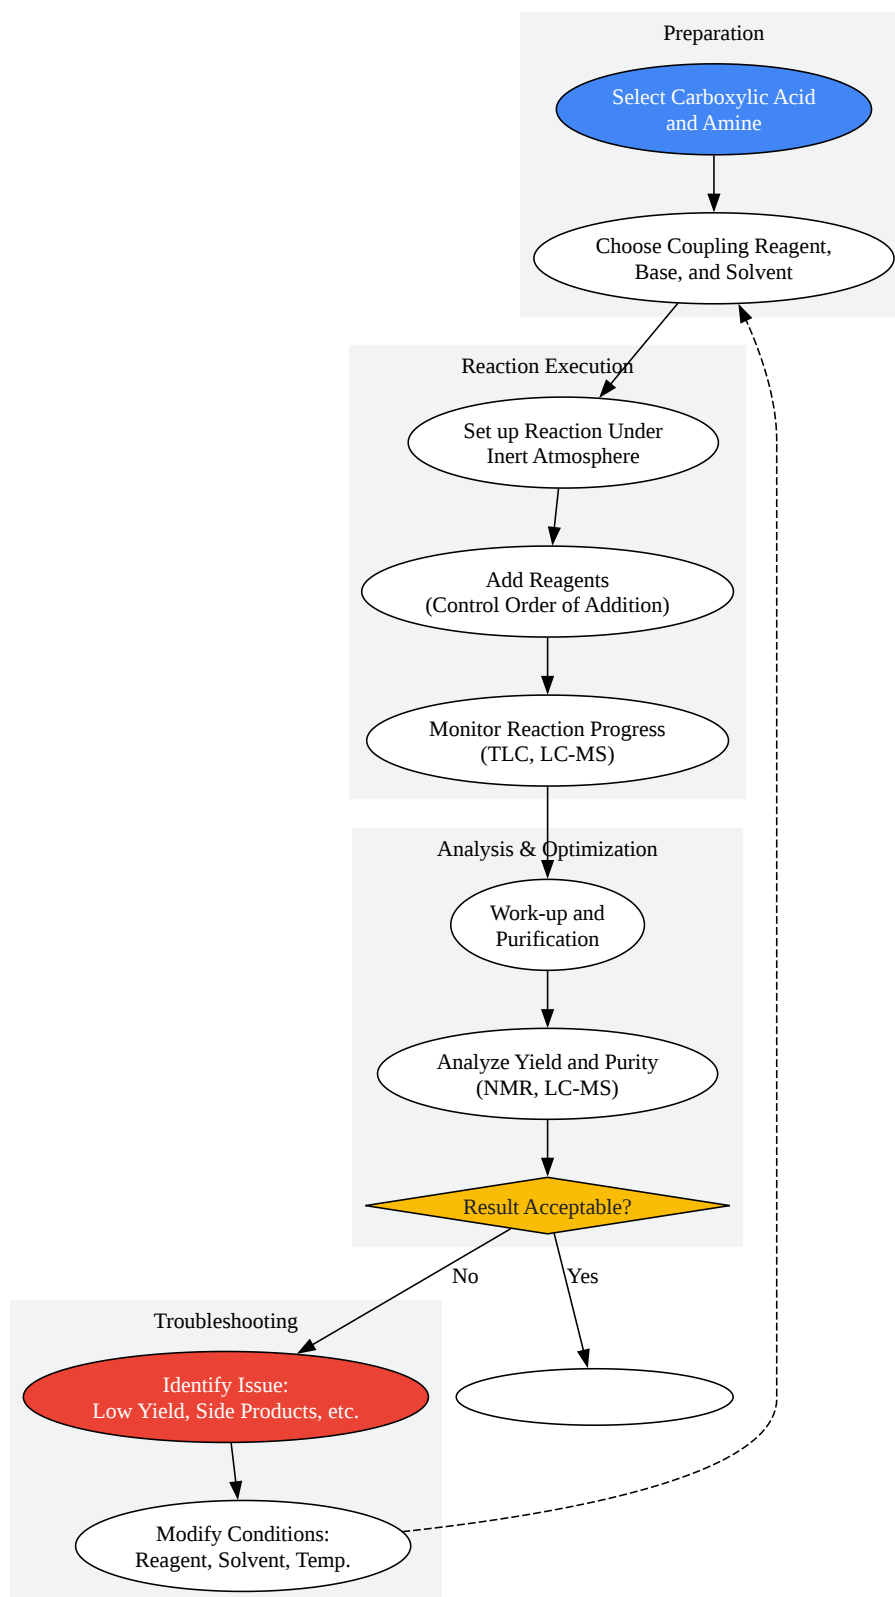 Preparation
Select Carboxylic Acid
and Amine
Choose Coupling Reagent,
Base, and Solvent
Reaction Execution
Set up Reaction Under
Inert Atmosphere
Add Reagents
(Control Order of Addition)
Monitor Reaction Progress
(TLC, LC-MS)
Analysis & Optimization
Work-up and
Purification
Analyze Yield and Purity
(NMR, LC-MS)
Result Acceptable?
No
Yes
Troubleshooting
Identify Issue:
Low Yield, Side Products, etc.
Modify Conditions:
Reagent, Solvent, Temp.